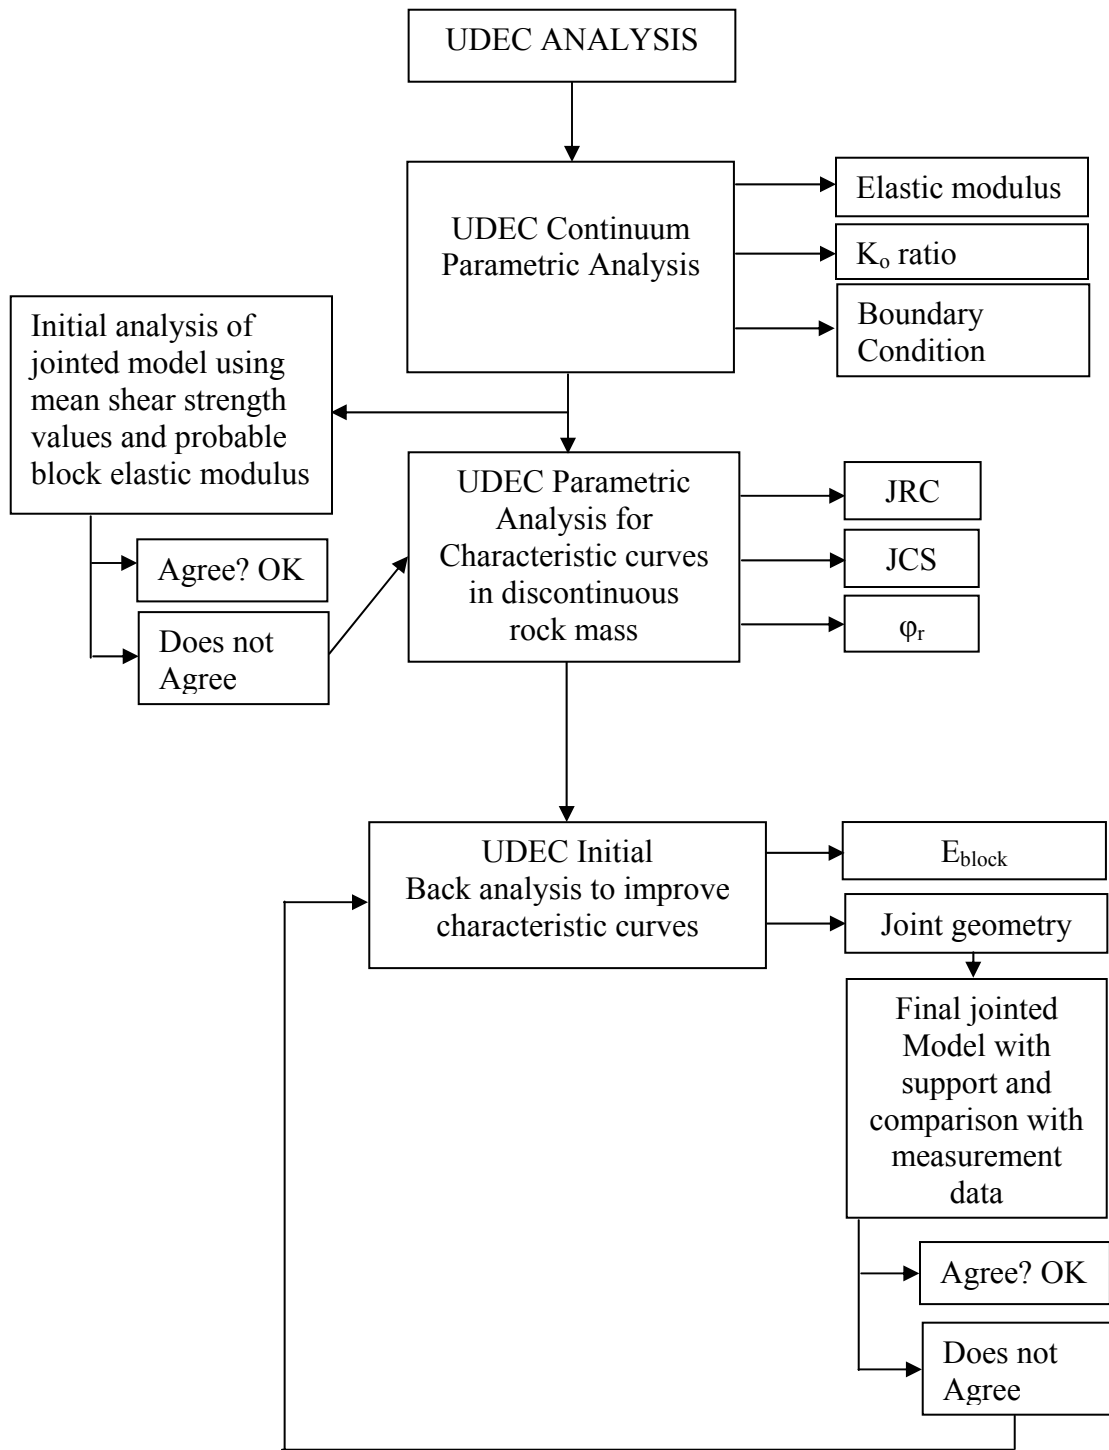 UDEC ANALYSIS
UDEC Continuum
Parametric Analysis
Elastic modulus
Kₒ ratio
Boundary
Condition
Initial analysis of
jointed model using
mean shear strength
values and probable
block elastic modulus
Agree? OK
Does not
Agree
UDEC Parametric
Analysis for
Characteristic curves
in discontinuous
rock mass
JRC
JCS
φᵣ
UDEC Initial
Back analysis to improve
characteristic curves
E_block
Joint geometry
Final jointed
Model with
support and
comparison with
measurement
data
Agree? OK
Does not
Agree